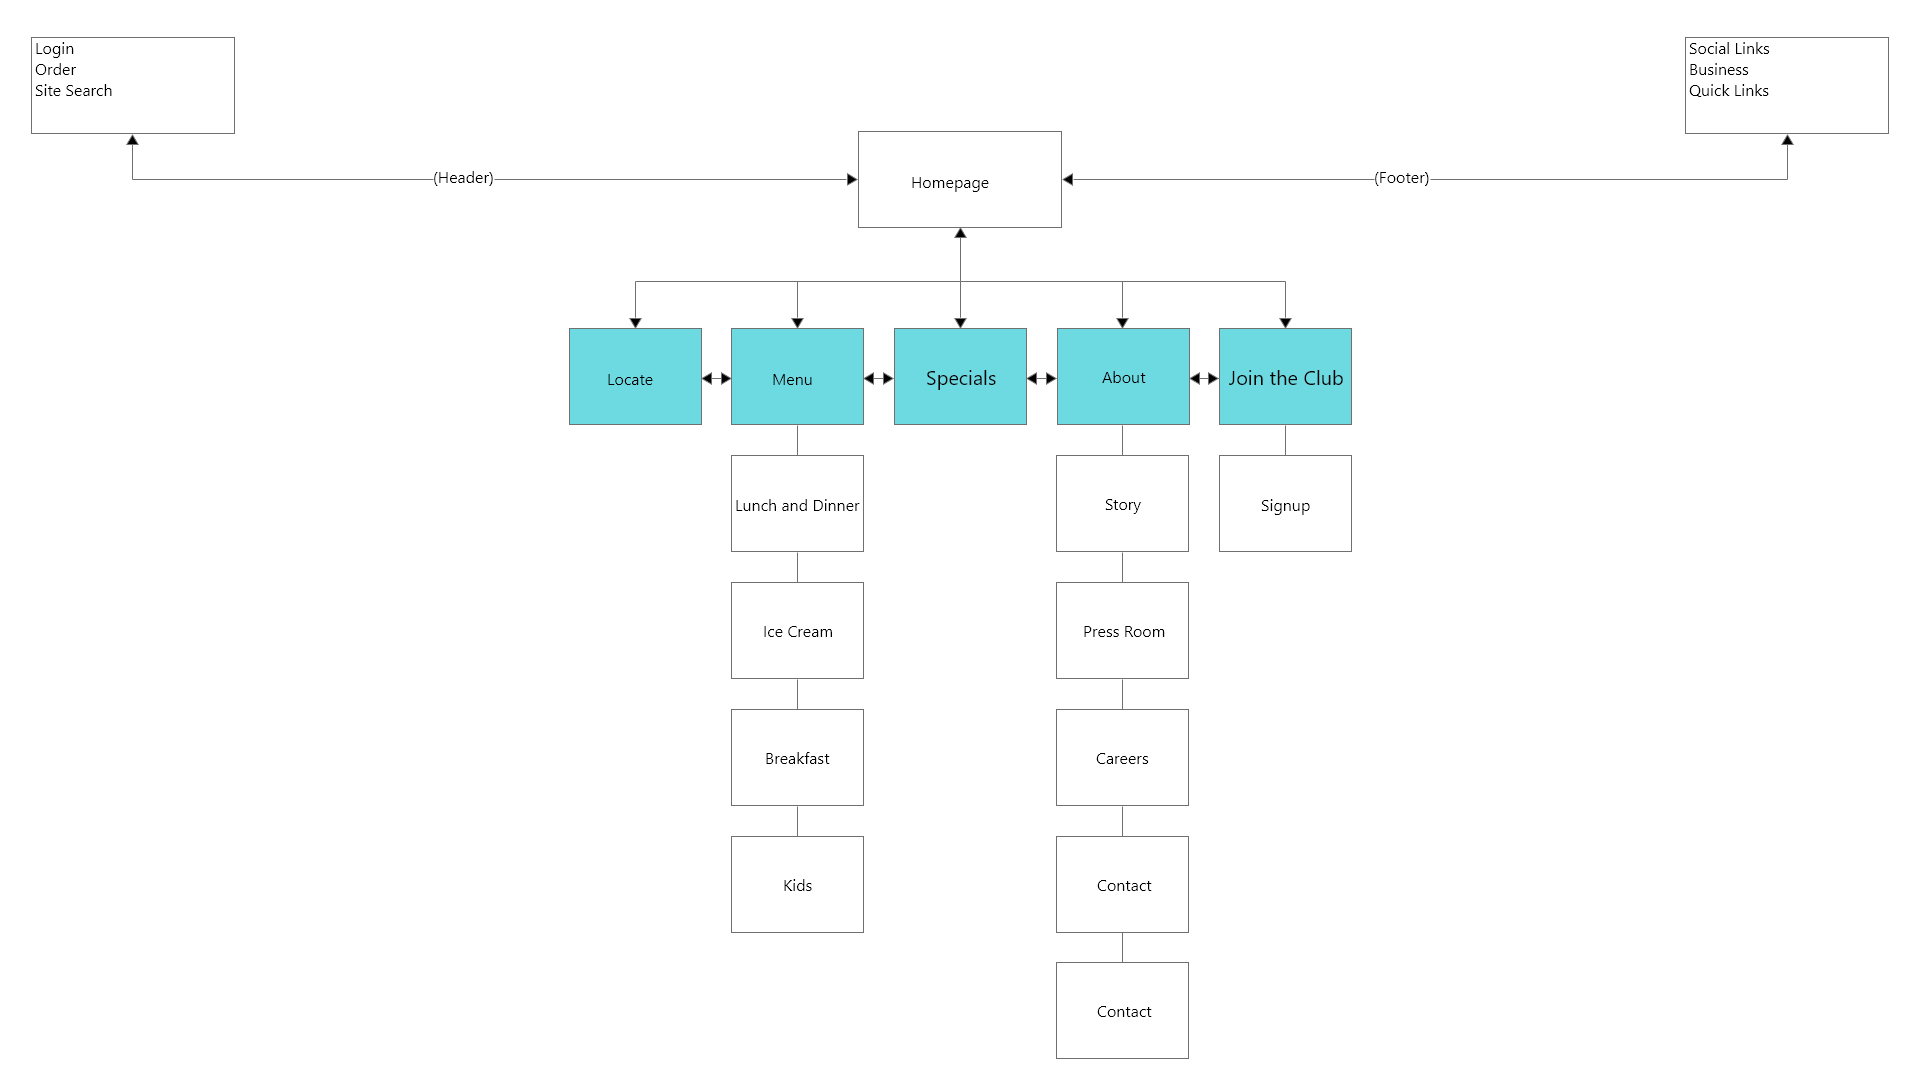 Login
Order
Site Search
Social Links
Business
Quick Links
(Header)
Homepage
(Footer)
Locate
Menu
Specials
About
Join the Club
Lunch and Dinner
Story
Signup
Ice Cream
Press Room
Breakfast
Careers
Kids
Contact
Contact